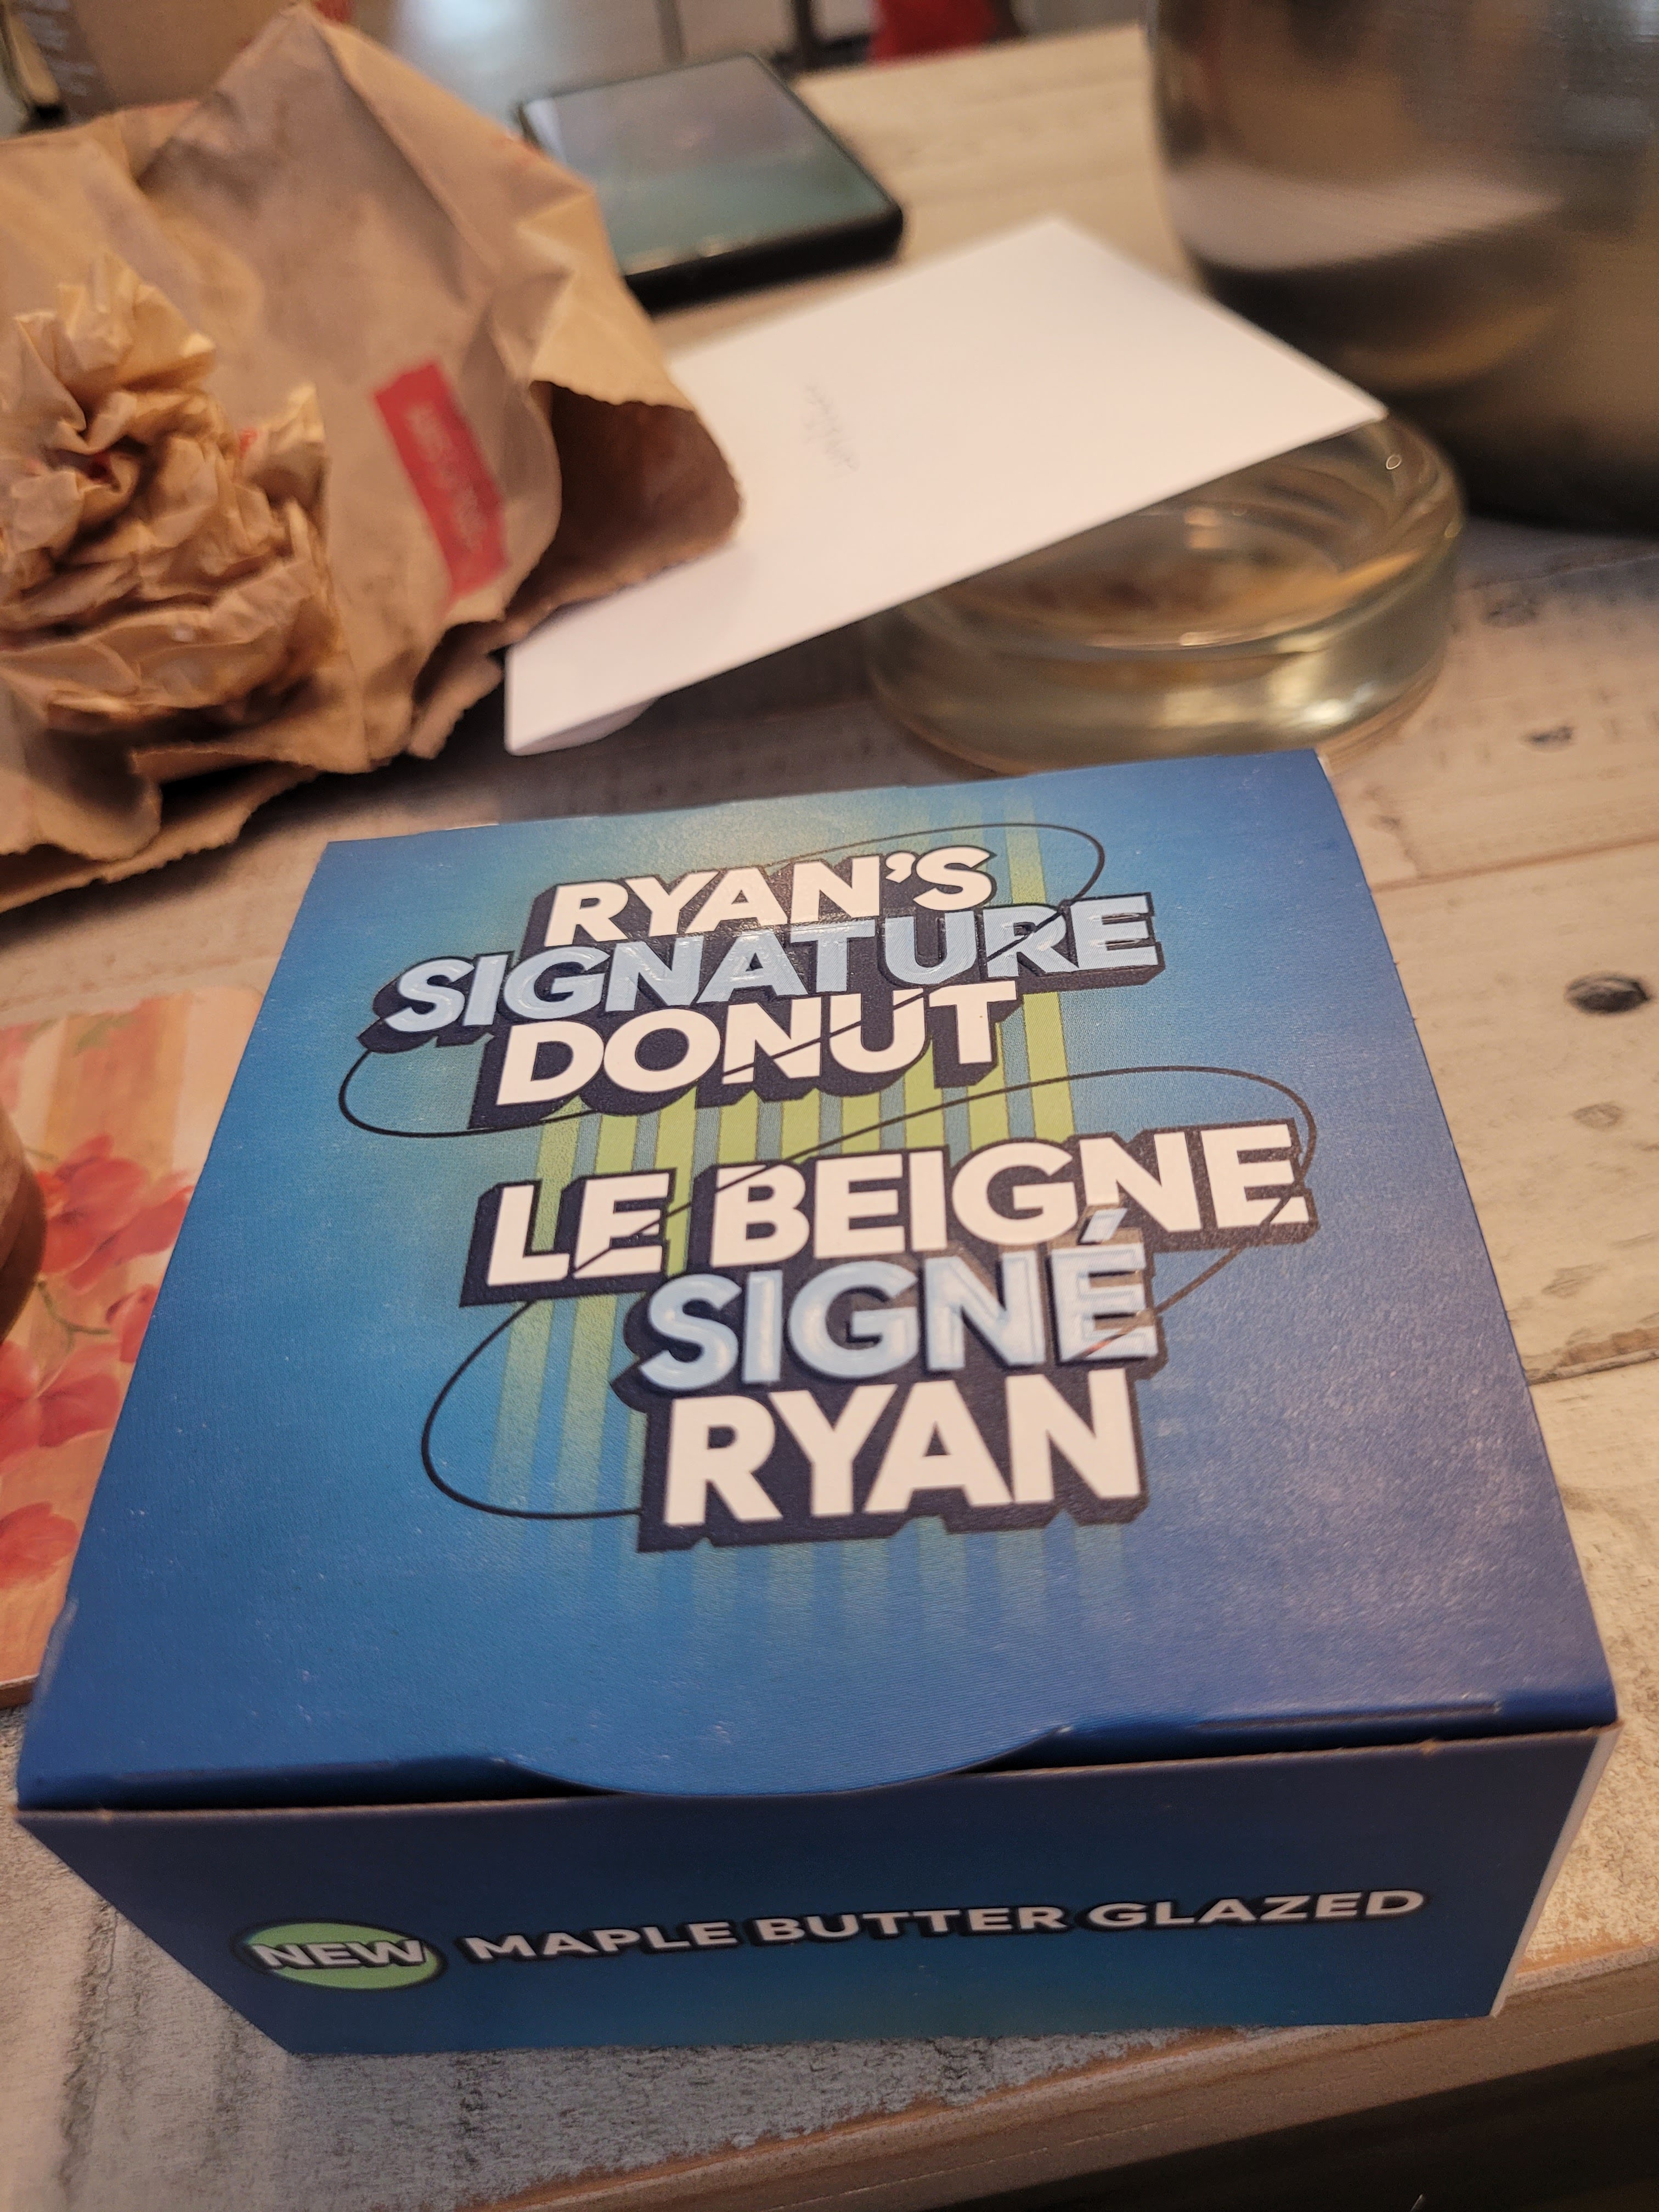 RYAN'S
SIGNATURE
DONUT
LE BEIGNE
SIGNÉ
RYAN
NEW MAPLE BUTTER GLAZED